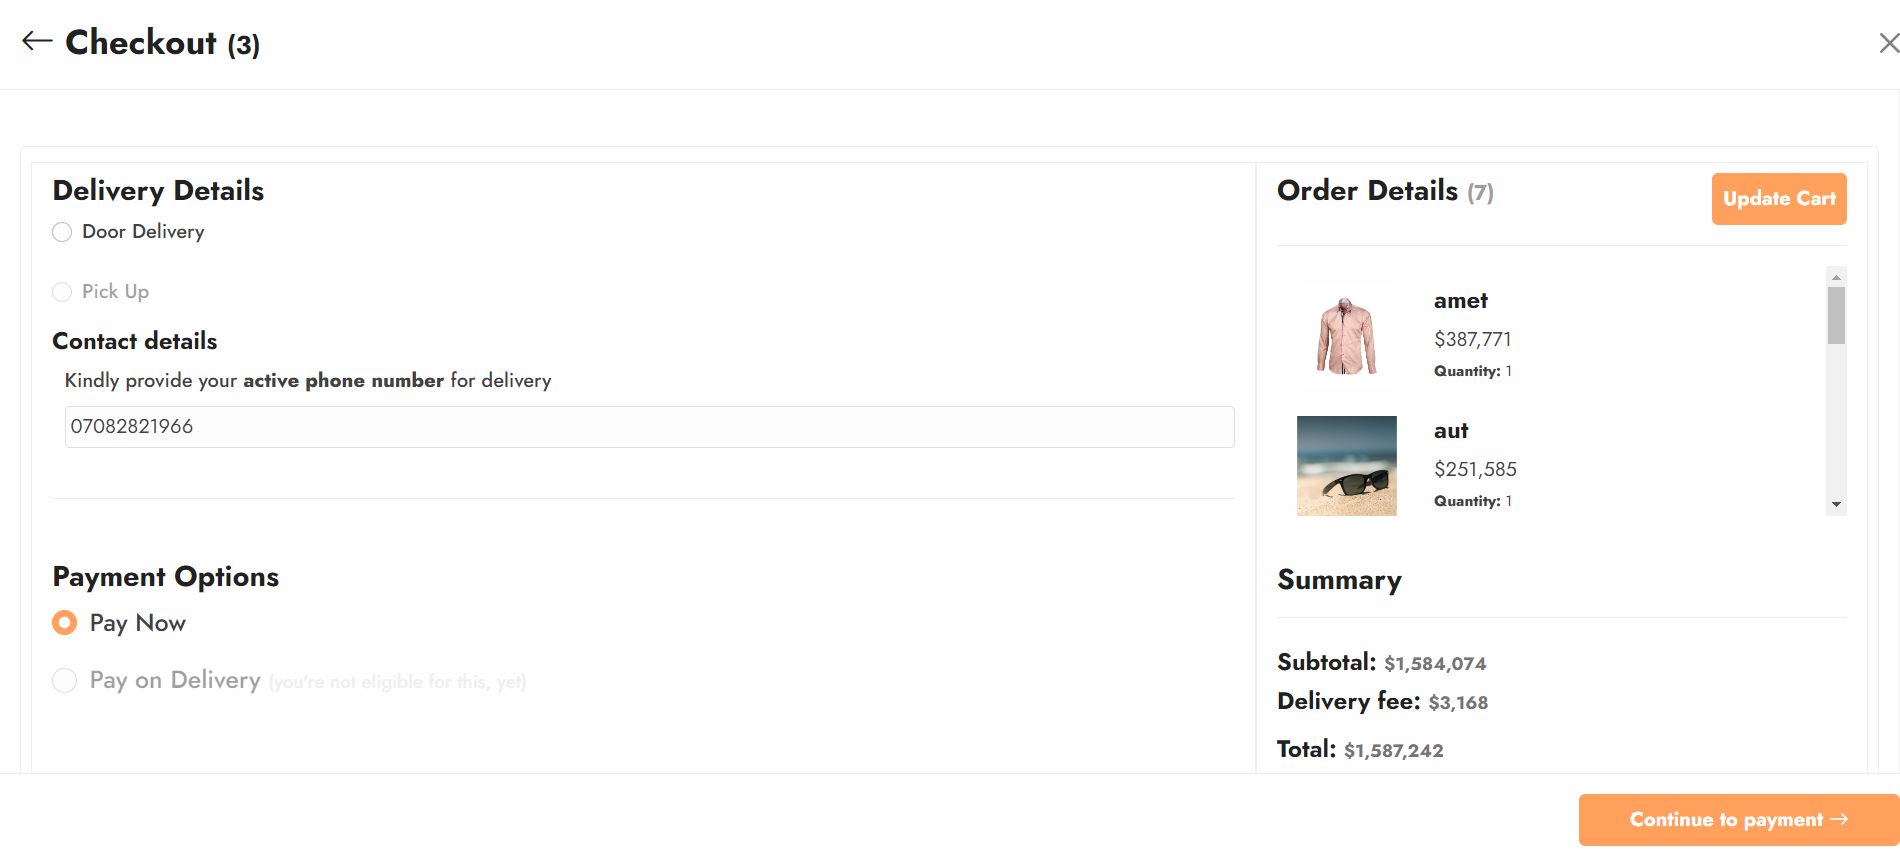 Checkout (3)
Delivery Details
Door Delivery
Pick Up
Contact details
Kindly provide your active phone number for delivery
07082821966
Payment Options
Pay Now
Pay on Delivery (you're not eligible for this, yet)
Order Details (7)
Update Cart
amet
$387,771
Quantity: 1
aut
$251,585
Quantity: 1
Summary
Subtotal: $1,584,074
Delivery fee: $3,168
Total: $1,587,242
Continue to payment →